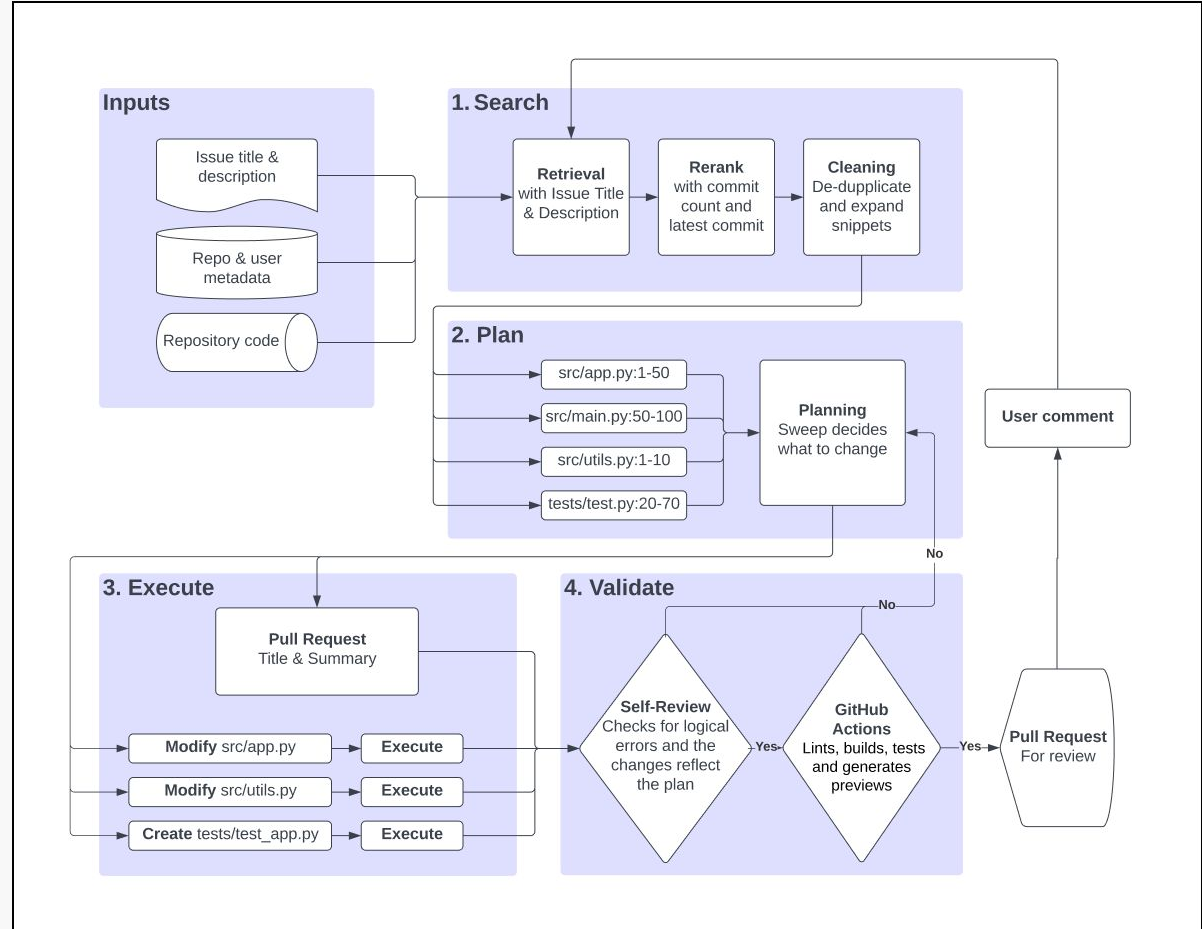 Inputs
Issue title &
description
Repo & user
metadata
Repository code
1. Search
Retrieval
with Issue Title
& Description
Rerank
with commit
count and
latest commit
Cleaning
De-dupplicate
and expand
snippets
2. Plan
src/app.py:1-50
src/main.py:50-100
src/utils.py:1-10
tests/test.py:20-70
Planning
Sweep decides
what to change
User comment
No
3. Execute
Pull Request
Title & Summary
Modify src/app.py
Execute
Modify src/utils.py
Execute
Create tests/test_app.py
Execute
4. Validate
No
Self-Review
Checks for logical
errors and the
changes reflect
the plan
Yes
GitHub
Actions
Lints, builds, tests
and generates
previews
Yes
Pull Request
For review